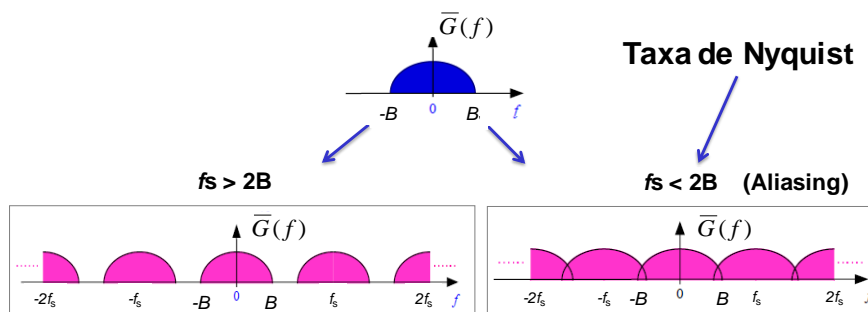 G(f)
Taxa de Nyquist
-B 0 B f
fs > 2B
fs < 2B (Aliasing)
G(f)
-2fs -fs -B 0 B fs 2fs f
G(f)
-2fs -fs -B 0 B fs 2fs